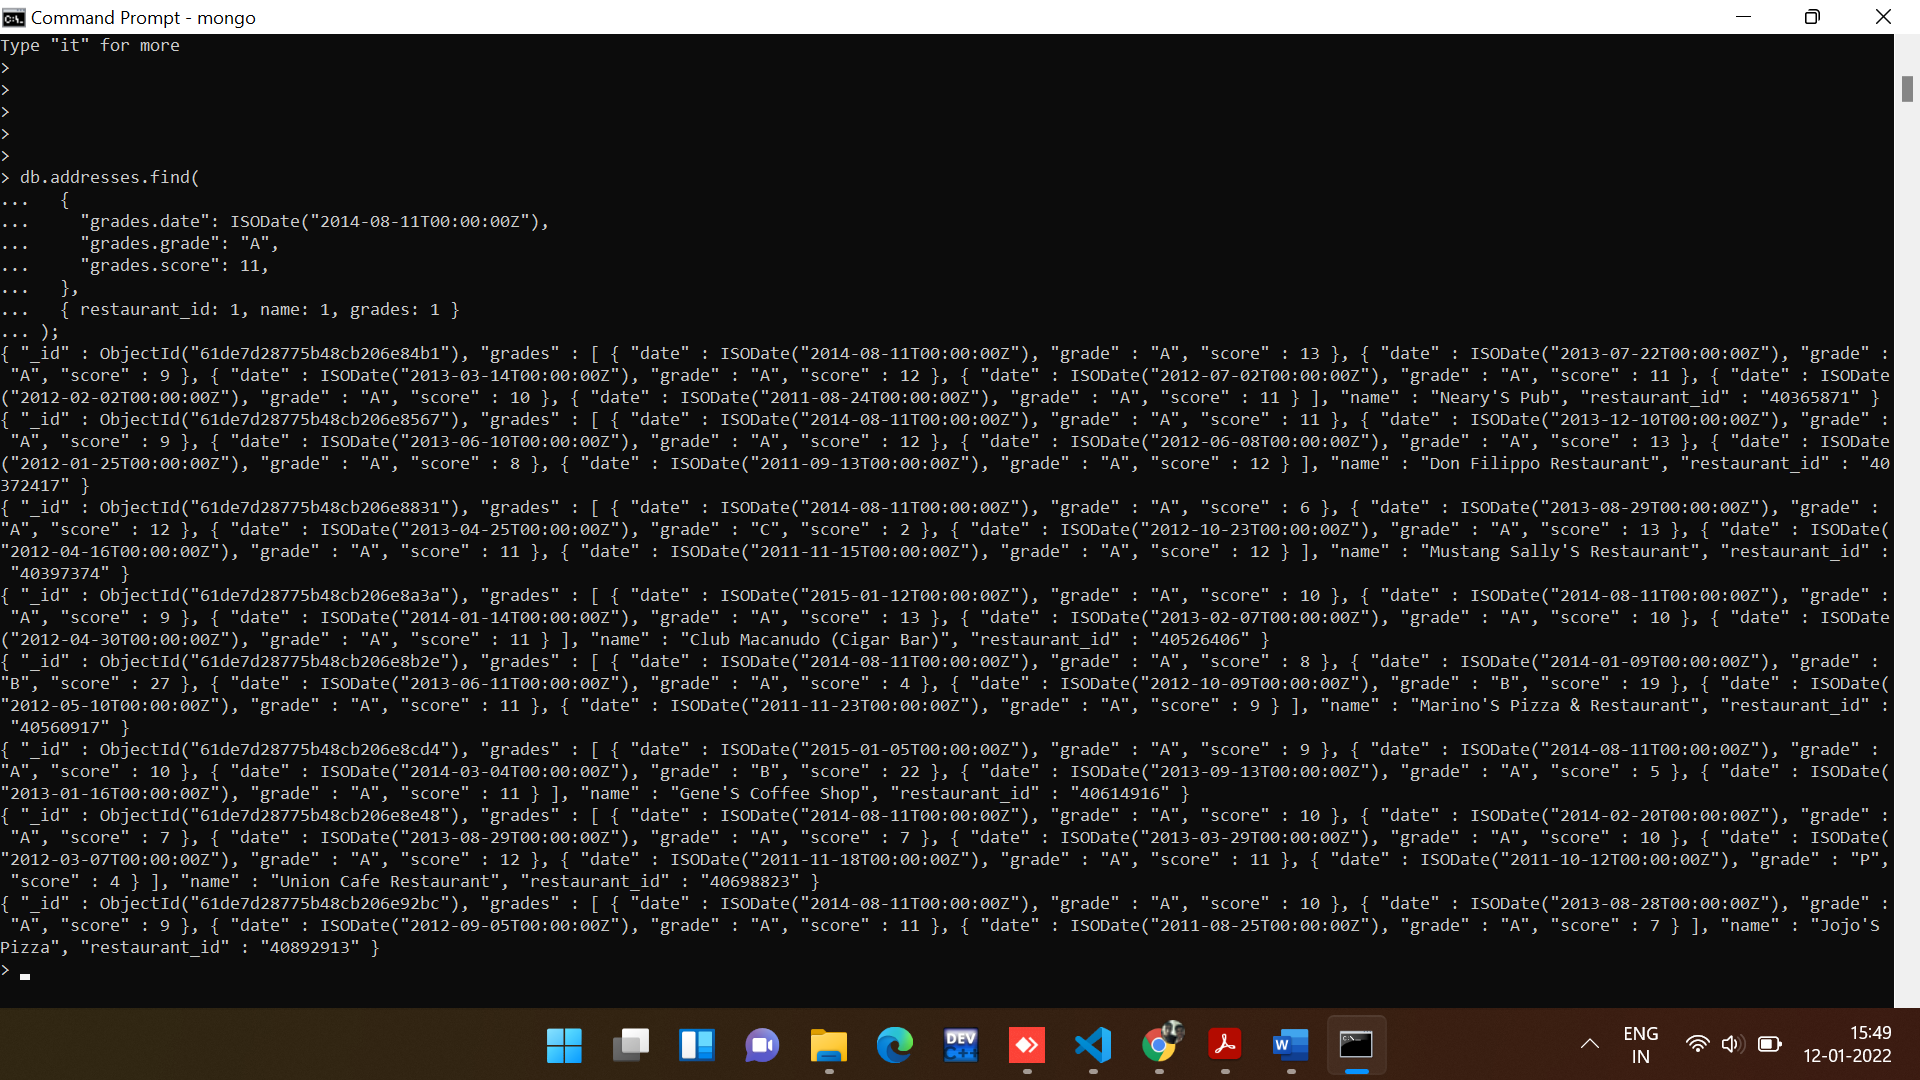 Command Prompt - mongo
Type "it" for more
>
>
>
>
>
> db.addresses.find(
...   {
...     "grades.date": ISODate("2014-08-11T00:00:00Z"),
...     "grades.grade": "A",
...     "grades.score": 11,
...   },
...   { restaurant_id: 1, name: 1, grades: 1 }
... );
{ "_id" : ObjectId("61de7d28775b48cb206e84b1"), "grades" : [ { "date" : ISODate("2014-08-11T00:00:00Z"), "grade" : "A", "score" : 13 }, { "date" : ISODate("2013-07-22T00:00:00Z"), "grade" :
 "A", "score" : 9 }, { "date" : ISODate("2013-03-14T00:00:00Z"), "grade" : "A", "score" : 12 }, { "date" : ISODate("2012-07-02T00:00:00Z"), "grade" : "A", "score" : 11 }, { "date" : ISODate
("2012-02-02T00:00:00Z"), "grade" : "A", "score" : 10 }, { "date" : ISODate("2011-08-24T00:00:00Z"), "grade" : "A", "score" : 11 } ], "name" : "Neary'S Pub", "restaurant_id" : "40365871" }
{ "_id" : ObjectId("61de7d28775b48cb206e8567"), "grades" : [ { "date" : ISODate("2014-08-11T00:00:00Z"), "grade" : "A", "score" : 11 }, { "date" : ISODate("2013-12-10T00:00:00Z"), "grade" :
 "A", "score" : 9 }, { "date" : ISODate("2013-06-10T00:00:00Z"), "grade" : "A", "score" : 12 }, { "date" : ISODate("2012-06-08T00:00:00Z"), "grade" : "A", "score" : 13 }, { "date" : ISODate
("2012-01-25T00:00:00Z"), "grade" : "A", "score" : 8 }, { "date" : ISODate("2011-09-13T00:00:00Z"), "grade" : "A", "score" : 12 } ], "name" : "Don Filippo Restaurant", "restaurant_id" : "40
372417" }
{ "_id" : ObjectId("61de7d28775b48cb206e8831"), "grades" : [ { "date" : ISODate("2014-08-11T00:00:00Z"), "grade" : "A", "score" : 6 }, { "date" : ISODate("2013-08-29T00:00:00Z"), "grade" :
"A", "score" : 12 }, { "date" : ISODate("2013-04-25T00:00:00Z"), "grade" : "C", "score" : 2 }, { "date" : ISODate("2012-10-23T00:00:00Z"), "grade" : "A", "score" : 13 }, { "date" : ISODate(
"2012-04-16T00:00:00Z"), "grade" : "A", "score" : 11 }, { "date" : ISODate("2011-11-15T00:00:00Z"), "grade" : "A", "score" : 12 } ], "name" : "Mustang Sally'S Restaurant", "restaurant_id" :
 "40397374" }
{ "_id" : ObjectId("61de7d28775b48cb206e8a3a"), "grades" : [ { "date" : ISODate("2015-01-12T00:00:00Z"), "grade" : "A", "score" : 10 }, { "date" : ISODate("2014-08-11T00:00:00Z"), "grade" :
 "A", "score" : 9 }, { "date" : ISODate("2014-01-14T00:00:00Z"), "grade" : "A", "score" : 13 }, { "date" : ISODate("2013-02-07T00:00:00Z"), "grade" : "A", "score" : 10 }, { "date" : ISODate
("2012-04-30T00:00:00Z"), "grade" : "A", "score" : 11 } ], "name" : "Club Macanudo (Cigar Bar)", "restaurant_id" : "40526406" }
{ "_id" : ObjectId("61de7d28775b48cb206e8b2e"), "grades" : [ { "date" : ISODate("2014-08-11T00:00:00Z"), "grade" : "A", "score" : 8 }, { "date" : ISODate("2014-01-09T00:00:00Z"), "grade" :
"B", "score" : 27 }, { "date" : ISODate("2013-06-11T00:00:00Z"), "grade" : "A", "score" : 4 }, { "date" : ISODate("2012-10-09T00:00:00Z"), "grade" : "B", "score" : 19 }, { "date" : ISODate(
"2012-05-10T00:00:00Z"), "grade" : "A", "score" : 11 }, { "date" : ISODate("2011-11-23T00:00:00Z"), "grade" : "A", "score" : 9 } ], "name" : "Marino'S Pizza & Restaurant", "restaurant_id" :
 "40560917" }
{ "_id" : ObjectId("61de7d28775b48cb206e8cd4"), "grades" : [ { "date" : ISODate("2015-01-05T00:00:00Z"), "grade" : "A", "score" : 9 }, { "date" : ISODate("2014-08-11T00:00:00Z"), "grade" :
"A", "score" : 10 }, { "date" : ISODate("2014-03-04T00:00:00Z"), "grade" : "B", "score" : 22 }, { "date" : ISODate("2013-09-13T00:00:00Z"), "grade" : "A", "score" : 5 }, { "date" : ISODate(
"2013-01-16T00:00:00Z"), "grade" : "A", "score" : 11 } ], "name" : "Gene'S Coffee Shop", "restaurant_id" : "40614916" }
{ "_id" : ObjectId("61de7d28775b48cb206e8e48"), "grades" : [ { "date" : ISODate("2014-08-11T00:00:00Z"), "grade" : "A", "score" : 10 }, { "date" : ISODate("2014-02-20T00:00:00Z"), "grade" :
 "A", "score" : 7 }, { "date" : ISODate("2013-08-29T00:00:00Z"), "grade" : "A", "score" : 7 }, { "date" : ISODate("2013-03-29T00:00:00Z"), "grade" : "A", "score" : 10 }, { "date" : ISODate(
"2012-03-07T00:00:00Z"), "grade" : "A", "score" : 12 }, { "date" : ISODate("2011-11-18T00:00:00Z"), "grade" : "A", "score" : 11 }, { "date" : ISODate("2011-10-12T00:00:00Z"), "grade" : "P",
 "score" : 4 } ], "name" : "Union Cafe Restaurant", "restaurant_id" : "40698823" }
{ "_id" : ObjectId("61de7d28775b48cb206e92bc"), "grades" : [ { "date" : ISODate("2014-08-11T00:00:00Z"), "grade" : "A", "score" : 10 }, { "date" : ISODate("2013-08-28T00:00:00Z"), "grade" :
 "A", "score" : 9 }, { "date" : ISODate("2012-09-05T00:00:00Z"), "grade" : "A", "score" : 11 }, { "date" : ISODate("2011-08-25T00:00:00Z"), "grade" : "A", "score" : 7 } ], "name" : "Jojo'S
Pizza", "restaurant_id" : "40892913" }
>
DEV
C++
W
ENG
IN
15:49
12-01-2022